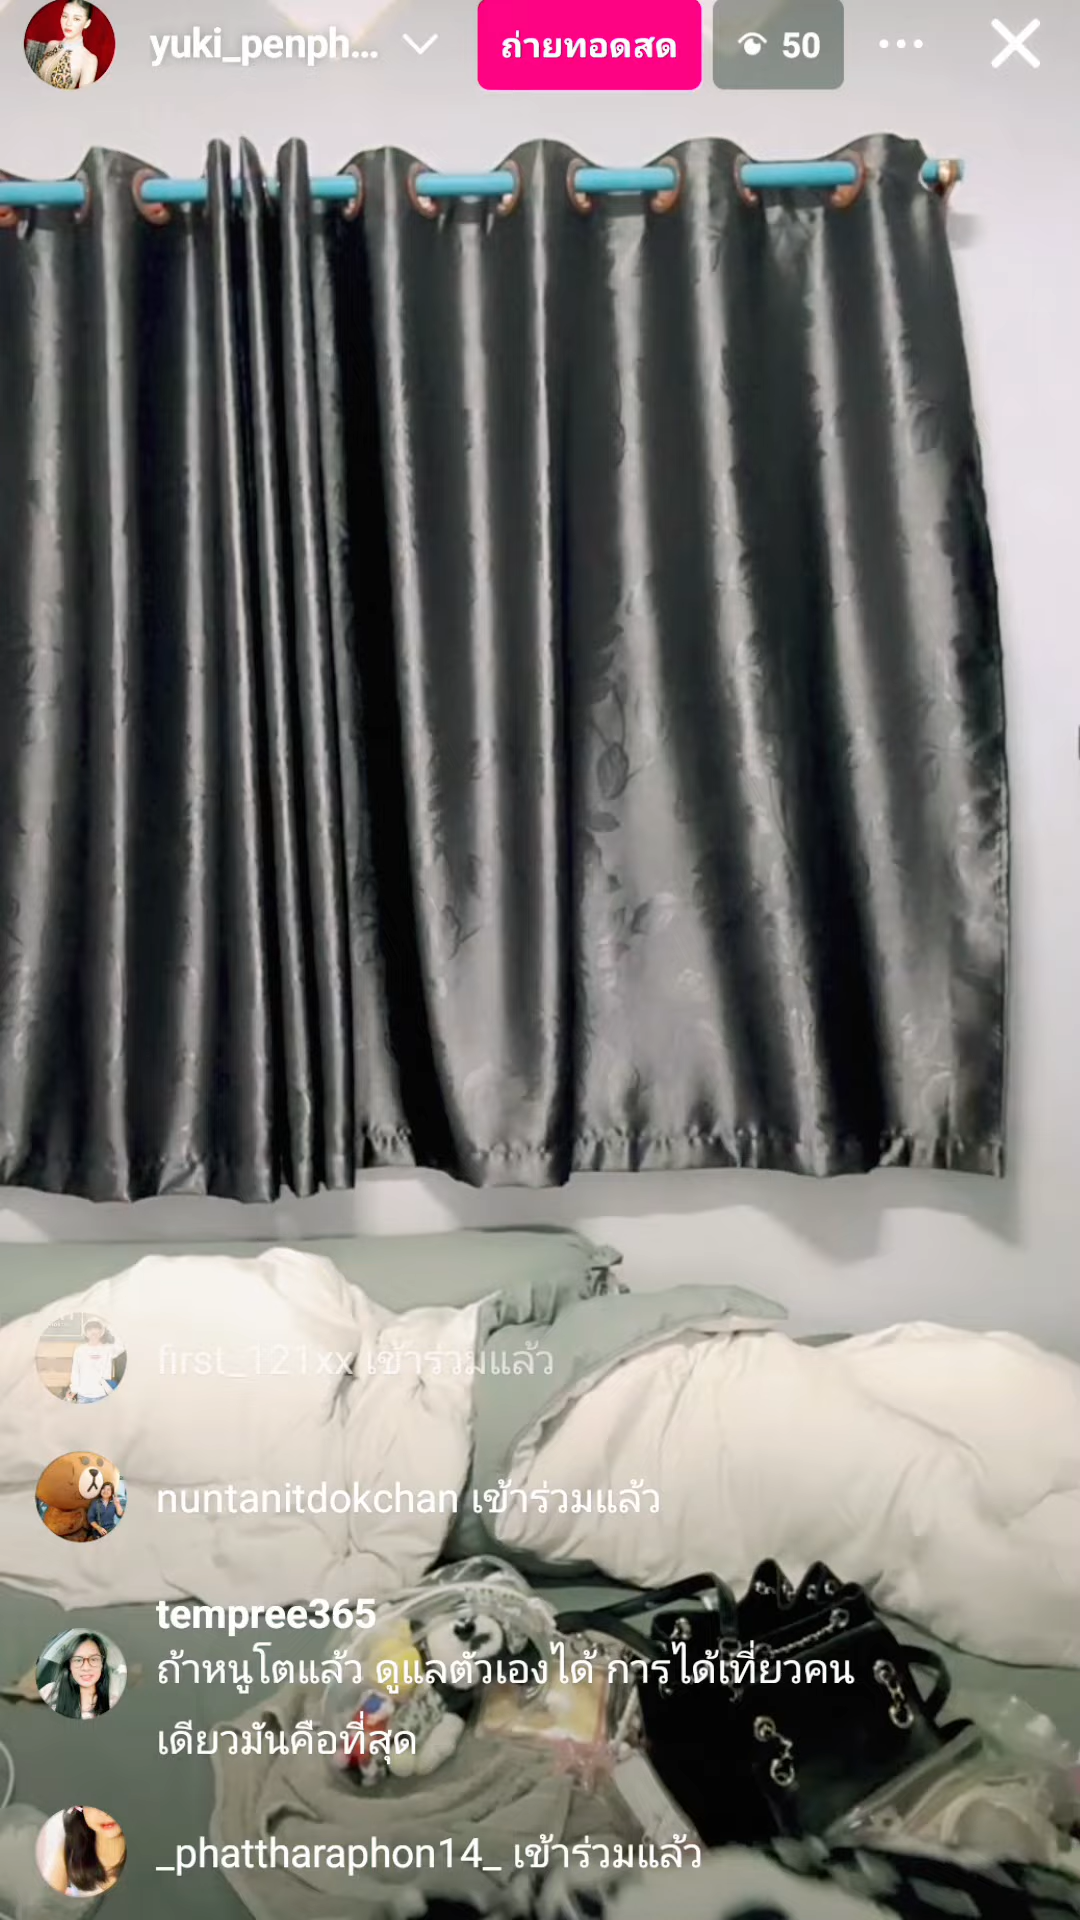 yuki_penph...
ถ่ายทอดสด
50
first_121xx เข้าร่วมแล้ว
nuntanitdokchan เข้าร่วมแล้ว
tempree365
ถ้าหนูโตแล้ว ดูแลตัวเองได้ การได้เที่ยวคน
เดียวมันคือที่สุด
_phattharaphon14_ เข้าร่วมแล้ว